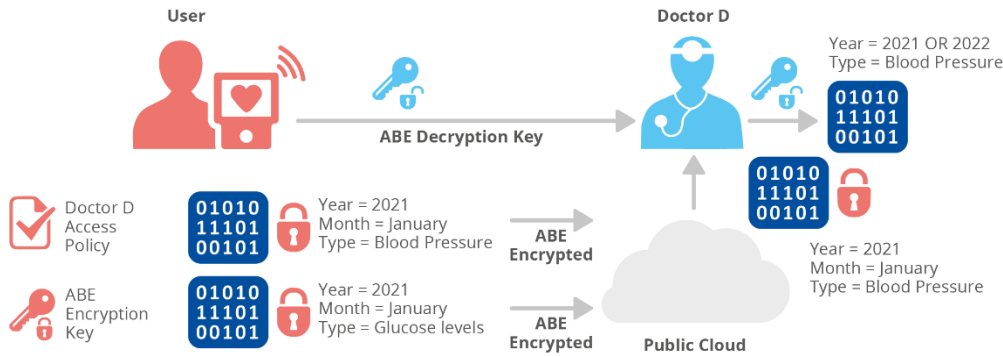 User
Doctor D
Year = 2021 OR 2022
Type = Blood Pressure
01010
11101
00101
ABE Decryption Key
01010
11101
00101
Doctor D
Access
Policy
01010
11101
00101
Year = 2021
Month = January
Type = Blood Pressure
ABE
Encrypted
Year = 2021
Month = January
Type = Blood Pressure
ABE
Encryption
Key
01010
11101
00101
Year = 2021
Month = January
Type = Glucose levels
ABE
Encrypted
Public Cloud